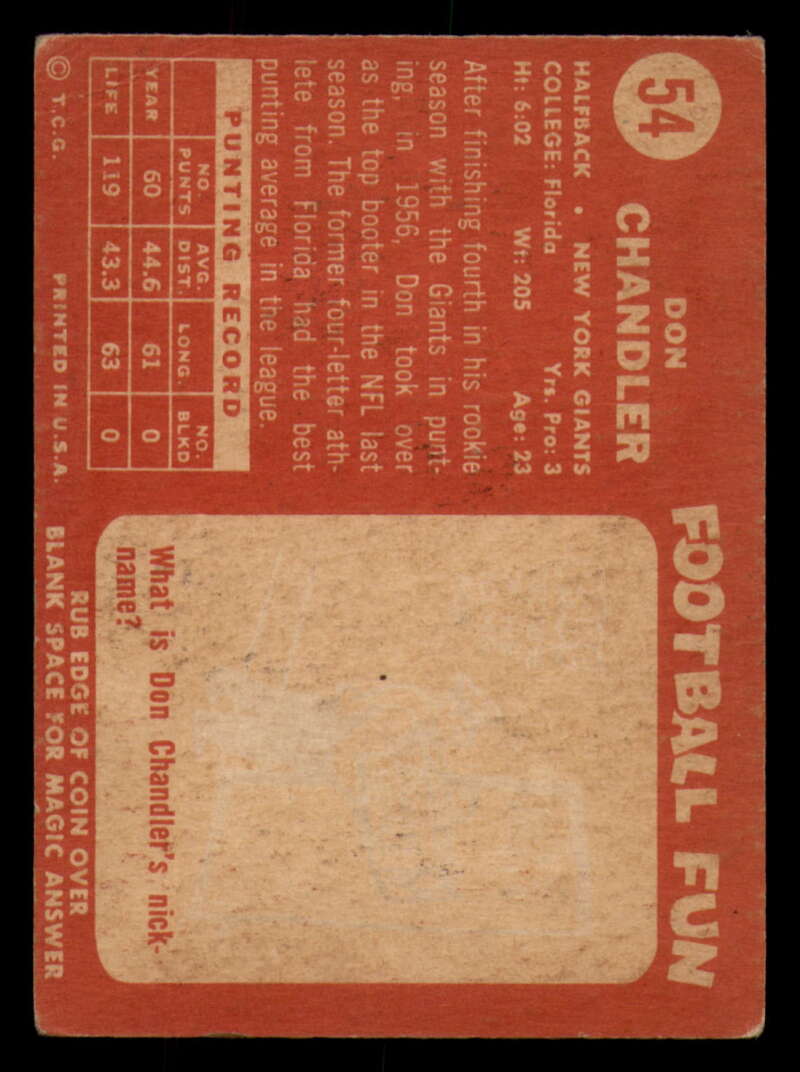 54
DON
CHANDLER
HALFBACK • NEW YORK GIANTS
COLLEGE: Florida Yrs. Pro: 3
Ht: 6:02 Wt: 205 Age: 23
After finishing fourth in his rookie
season with the Giants in punt-
ing, in 1956, Don took over
as the top booter in the NFL last
season. The former four-letter ath-
lete from Florida had the best
punting average in the league.
PUNTING RECORD
NO. PUNTS AVG. DIST. LONG. NO. BLKD
YEAR 60 44.6 61 0
LIFE 119 43.3 63 0
© T.C.G. PRINTED IN U.S.A.
FOOTBALL FUN
What is Don Chandler's nick-
name?
RUB EDGE OF COIN OVER
BLANK SPACE FOR MAGIC ANSWER